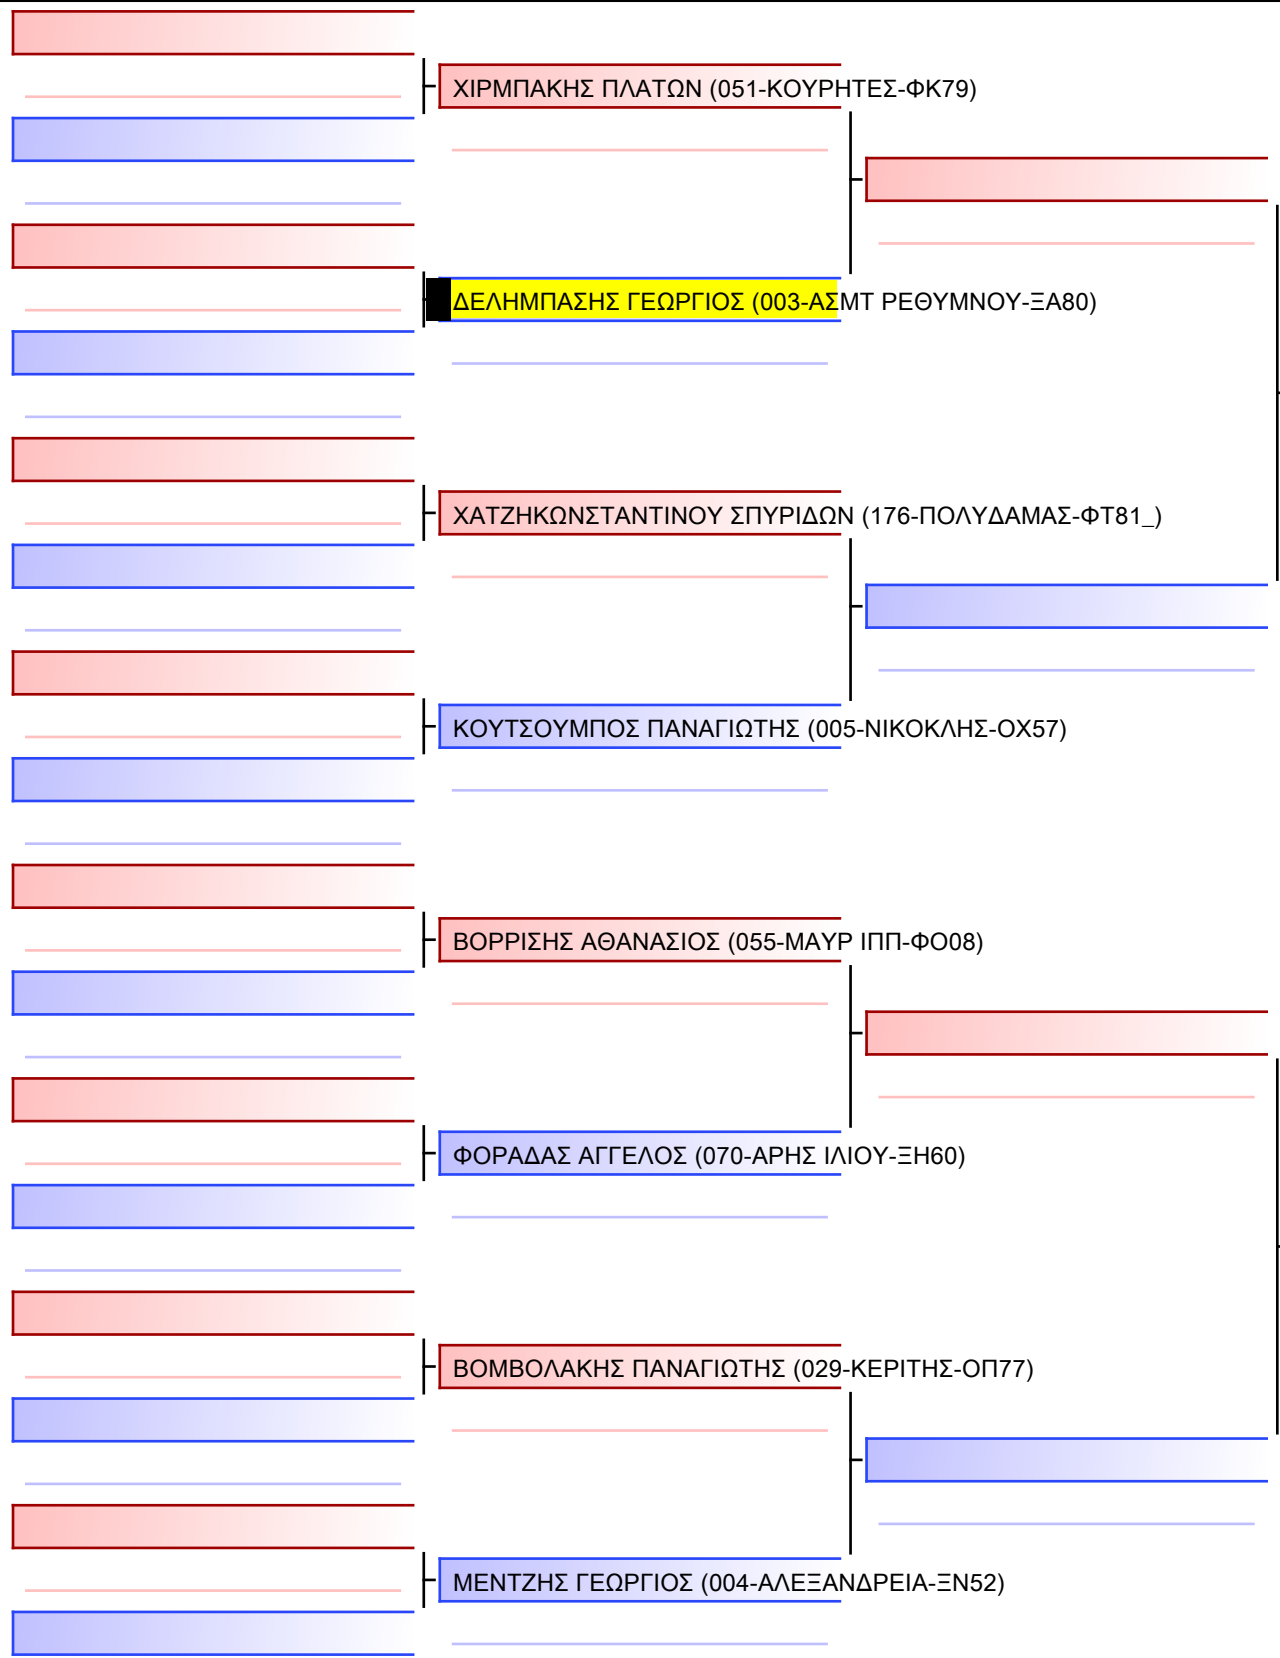 ΧΙΡΜΠΑΚΗΣ ΠΛΑΤΩΝ (051-ΚΟΥΡΗΤΕΣ-ΦΚ79)
ΔΕΛΗΜΠΑΣΗΣ ΓΕΩΡΓΙΟΣ (003-ΑΣΜΤ ΡΕΘΥΜΝΟΥ-ΞΑ80)
ΧΑΤΖΗΚΩΝΣΤΑΝΤΙΝΟΥ ΣΠΥΡΙΔΩΝ (176-ΠΟΛΥΔΑΜΑΣ-ΦΤ81_)
ΚΟΥΤΣΟΥΜΠΟΣ ΠΑΝΑΓΙΩΤΗΣ (005-ΝΙΚΟΚΛΗΣ-ΟΧ57)
ΒΟΡΡΙΣΗΣ ΑΘΑΝΑΣΙΟΣ (055-ΜΑΥΡ ΙΠΠ-ΦΟ08)
ΦΟΡΑΔΑΣ ΑΓΓΕΛΟΣ (070-ΑΡΗΣ ΙΛΙΟΥ-ΞΗ60)
ΒΟΜΒΟΛΑΚΗΣ ΠΑΝΑΓΙΩΤΗΣ (029-ΚΕΡΙΤΗΣ-ΟΠ77)
ΜΕΝΤΖΗΣ ΓΕΩΡΓΙΟΣ (004-ΑΛΕΞΑΝΔΡΕΙΑ-ΞΝ52)